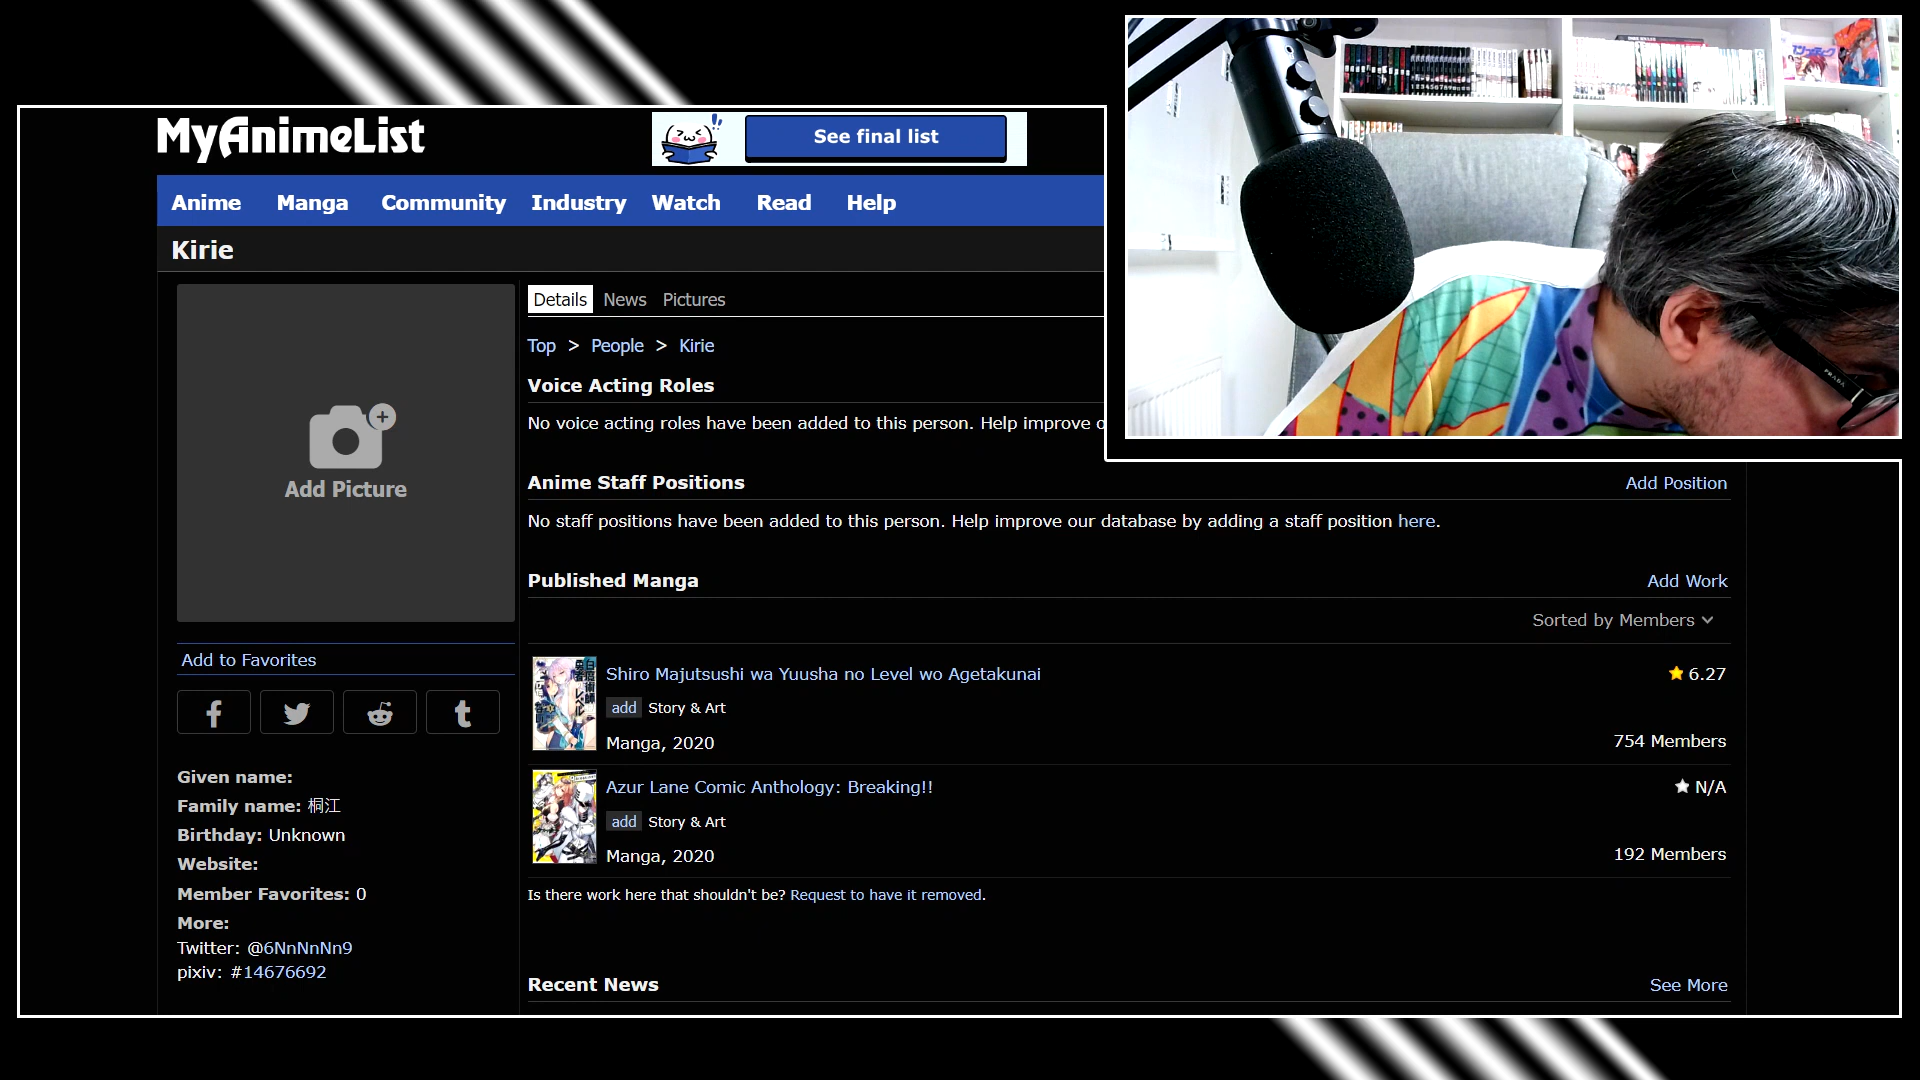 MyAnimeList
See final list
Anime Manga Community Industry Watch Read Help
Kirie
Details News Pictures
Top > People > Kirie
Voice Acting Roles
No voice acting roles have been added to this person. Help improve o
Add Picture
Anime Staff Positions Add Position
No staff positions have been added to this person. Help improve our database by adding a staff position here.
Published Manga Add Work
Sorted by Members
Shiro Majutsushi wa Yuusha no Level wo Agetakunai 6.27
add Story & Art
Manga, 2020 754 Members
Azur Lane Comic Anthology: Breaking!! N/A
add Story & Art
Manga, 2020 192 Members
Is there work here that shouldn't be? Request to have it removed.
Recent News See More
Add to Favorites
Given name:
Family name: 桐江
Birthday: Unknown
Website:
Member Favorites: 0
More:
Twitter: @6NnNnNn9
pixiv: #14676692
PRADA